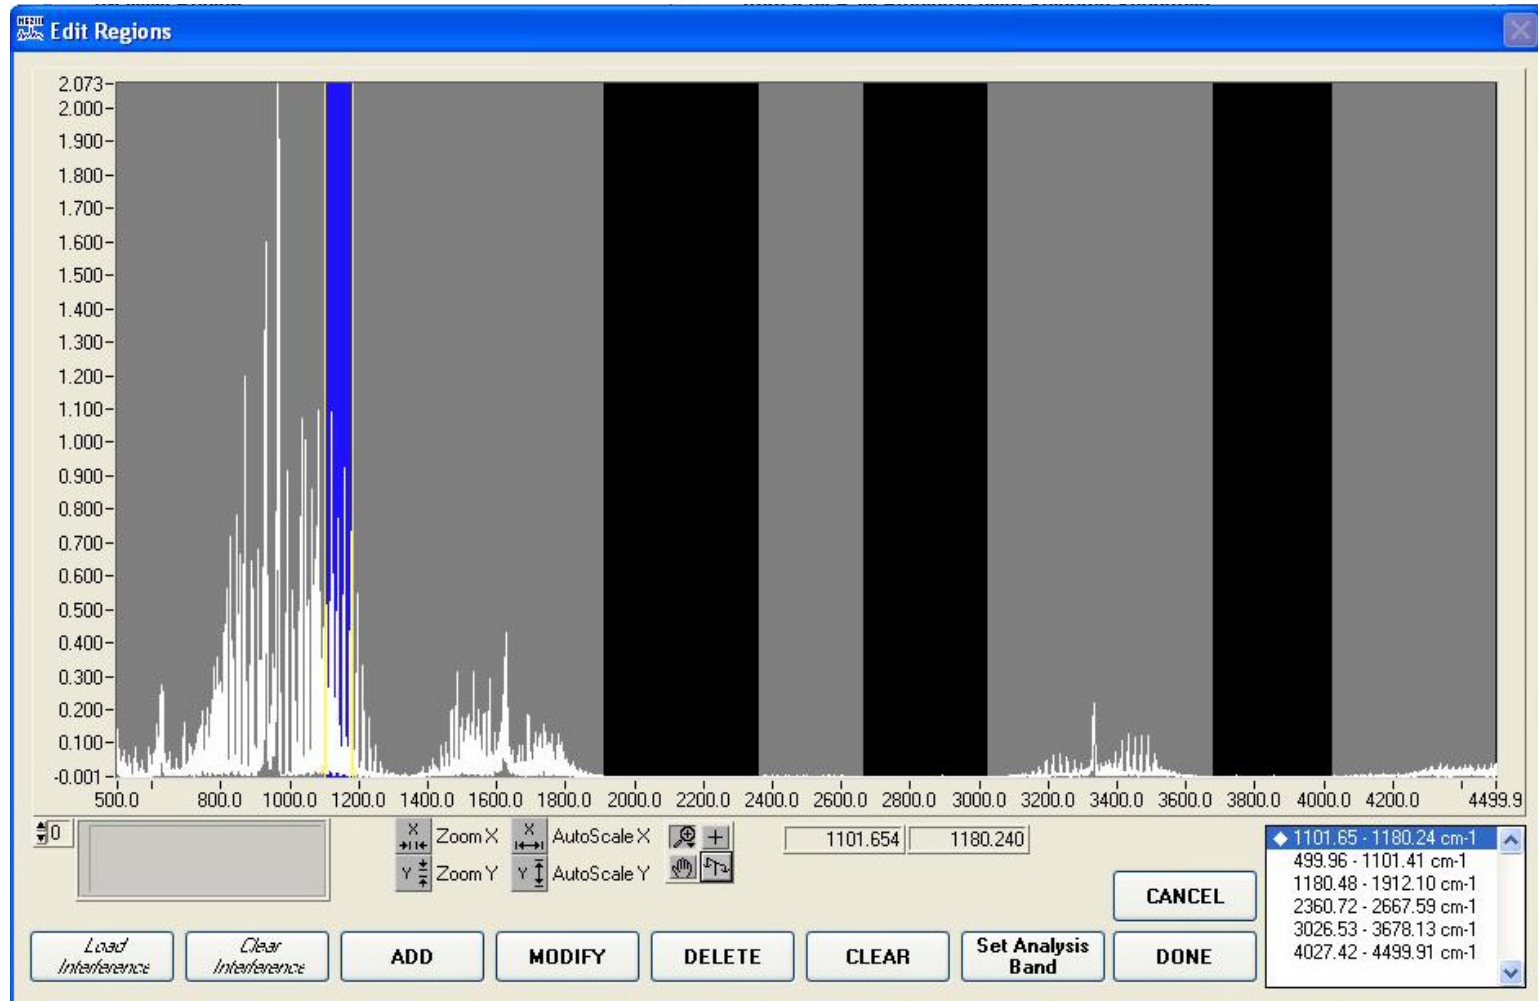 Edit Regions
2.073
2.000
1.900
1.800
1.700
1.600
1.500
1.400
1.300
1.200
1.100
1.000
0.900
0.800
0.700
0.600
0.500
0.400
0.300
0.200
0.100
-0.001
500.0 800.0 1000.0 1200.0 1400.0 1600.0 1800.0 2000.0 2200.0 2400.0 2600.0 2800.0 3000.0 3200.0 3400.0 3600.0 3800.0 4000.0 4200.0 4499.9
0 X Zoom X X AutoScale X 1101.654 1180.240
Y Zoom Y Y AutoScale Y
1101.65 - 1180.24 cm-1
499.96 - 1101.41 cm-1
1180.48 - 1912.10 cm-1
2360.72 - 2667.59 cm-1
3026.53 - 3678.13 cm-1
4027.42 - 4499.91 cm-1
CANCEL
Load
Interference
Clear
Interference
ADD
MODIFY
DELETE
CLEAR
Set Analysis
Band
DONE